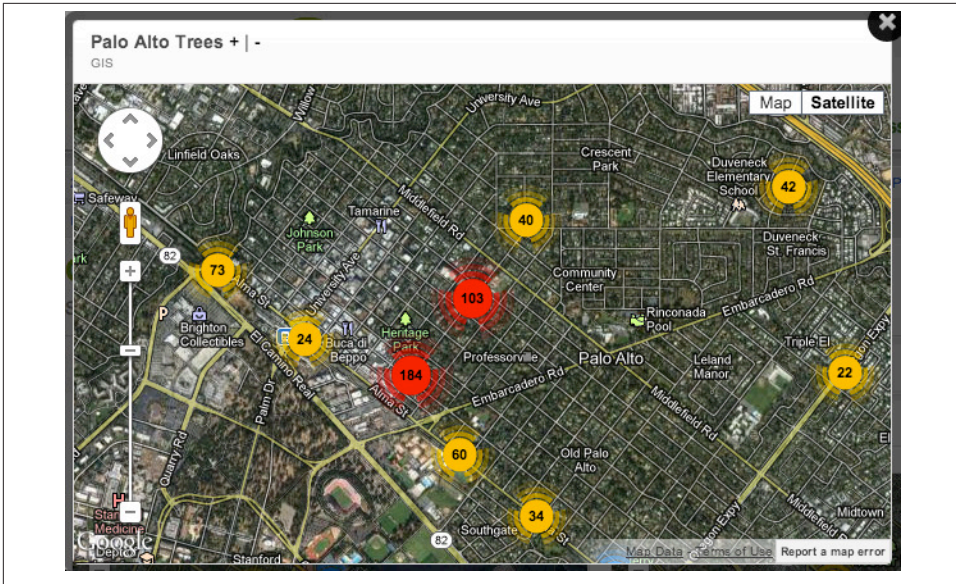 Palo Alto Trees + | -
GIS
Map
Satellite
University Ave
Willow
Linfield Oaks
Crescent
Park
Duveneck
Elementary
School
42
Safeway
Middlefield Rd
Tamarine
Johnson
Park
40
82
73
University Ave
Duveneck
St. Francis
Alma St
Community
Center
103
Embarcadero Rd
P
Brighton
Collectibles
24
Buca di
Beppo
Heritage
Park
Rinconada
Pool
Triple El
El Camino Real
Professorville
Palo Alto
Leland
Manor
22
184
Alma St
Embarcadero Rd
Palm Dr
Middlefield Rd
Quarry Rd
60
Old Palo
Alto
H
34
Southgate
82
Midtown
Stanford
Google
Map Data - Terms of Use
Report a map error